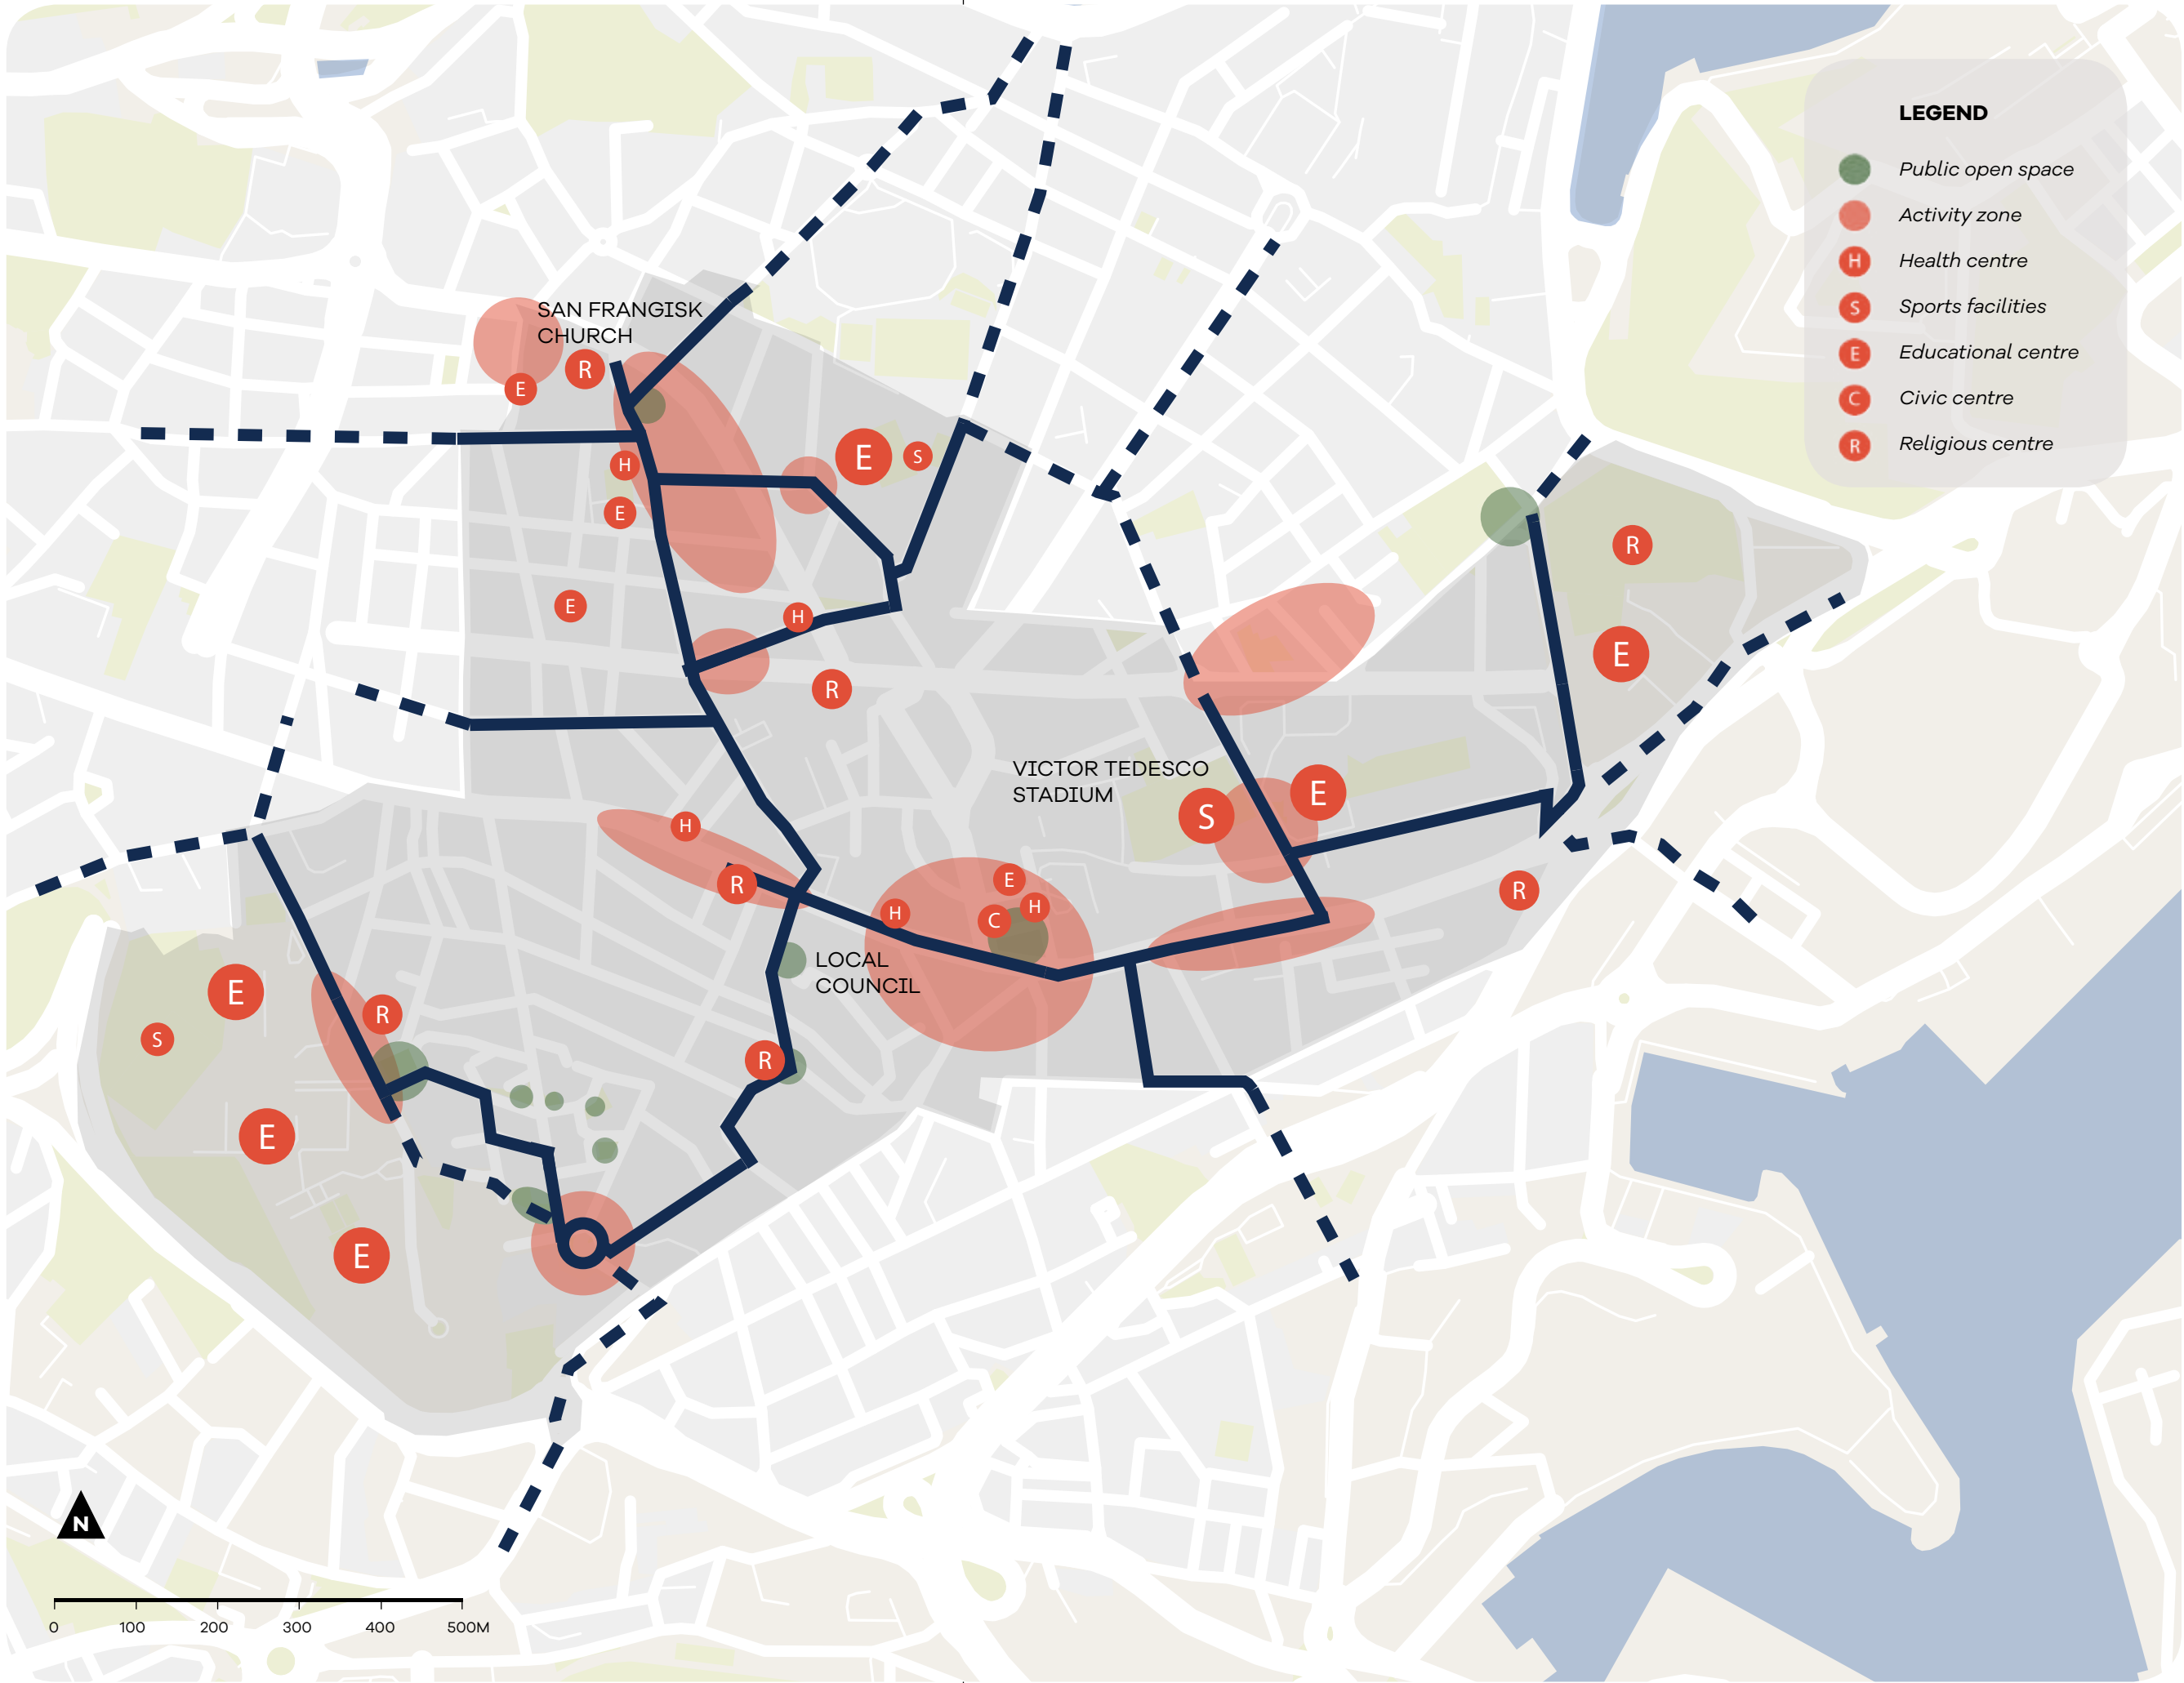 LEGEND
Public open space
Activity zone
H Health centre
S Sports facilities
E Educational centre
C Civic centre
R Religious centre
SAN FRANGISK
CHURCH
R
E
E
S
H
E
R
E
H
E
R
VICTOR TEDESCO
STADIUM
E
S
H
E
R
R
H
H
C
LOCAL
COUNCIL
E
R
S
R
E
E
N
0 100 200 300 400 500M